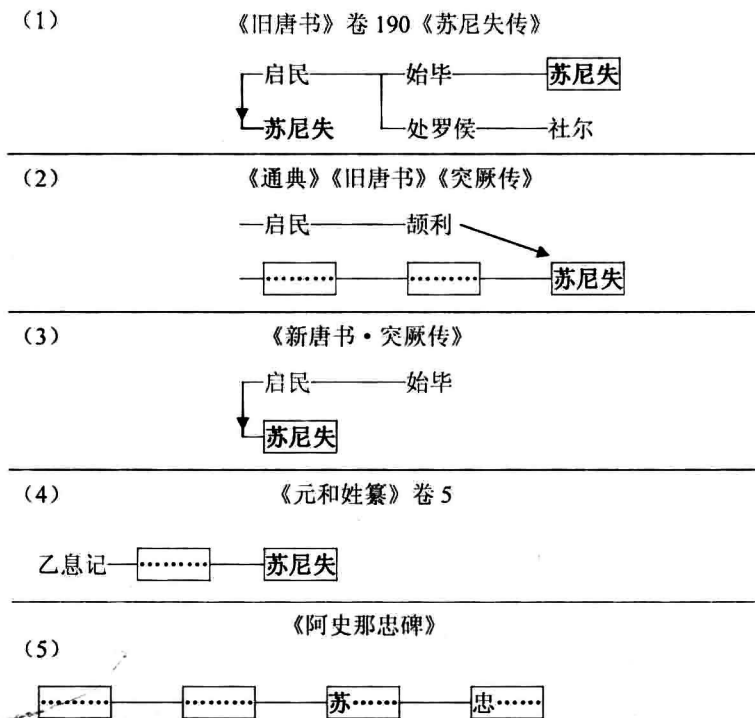 (1) 《旧唐书》卷 190《苏尼失传》
启民 始毕 苏尼失
苏尼失 处罗侯 社尔
(2) 《通典》《旧唐书》《突厥传》
启民 颉利
……… ……… 苏尼失
(3) 《新唐书·突厥传》
启民 始毕
苏尼失
(4) 《元和姓纂》卷 5
乙息记 ……… 苏尼失
《阿史那忠碑》
(5)
……… ……… 苏…… 忠……